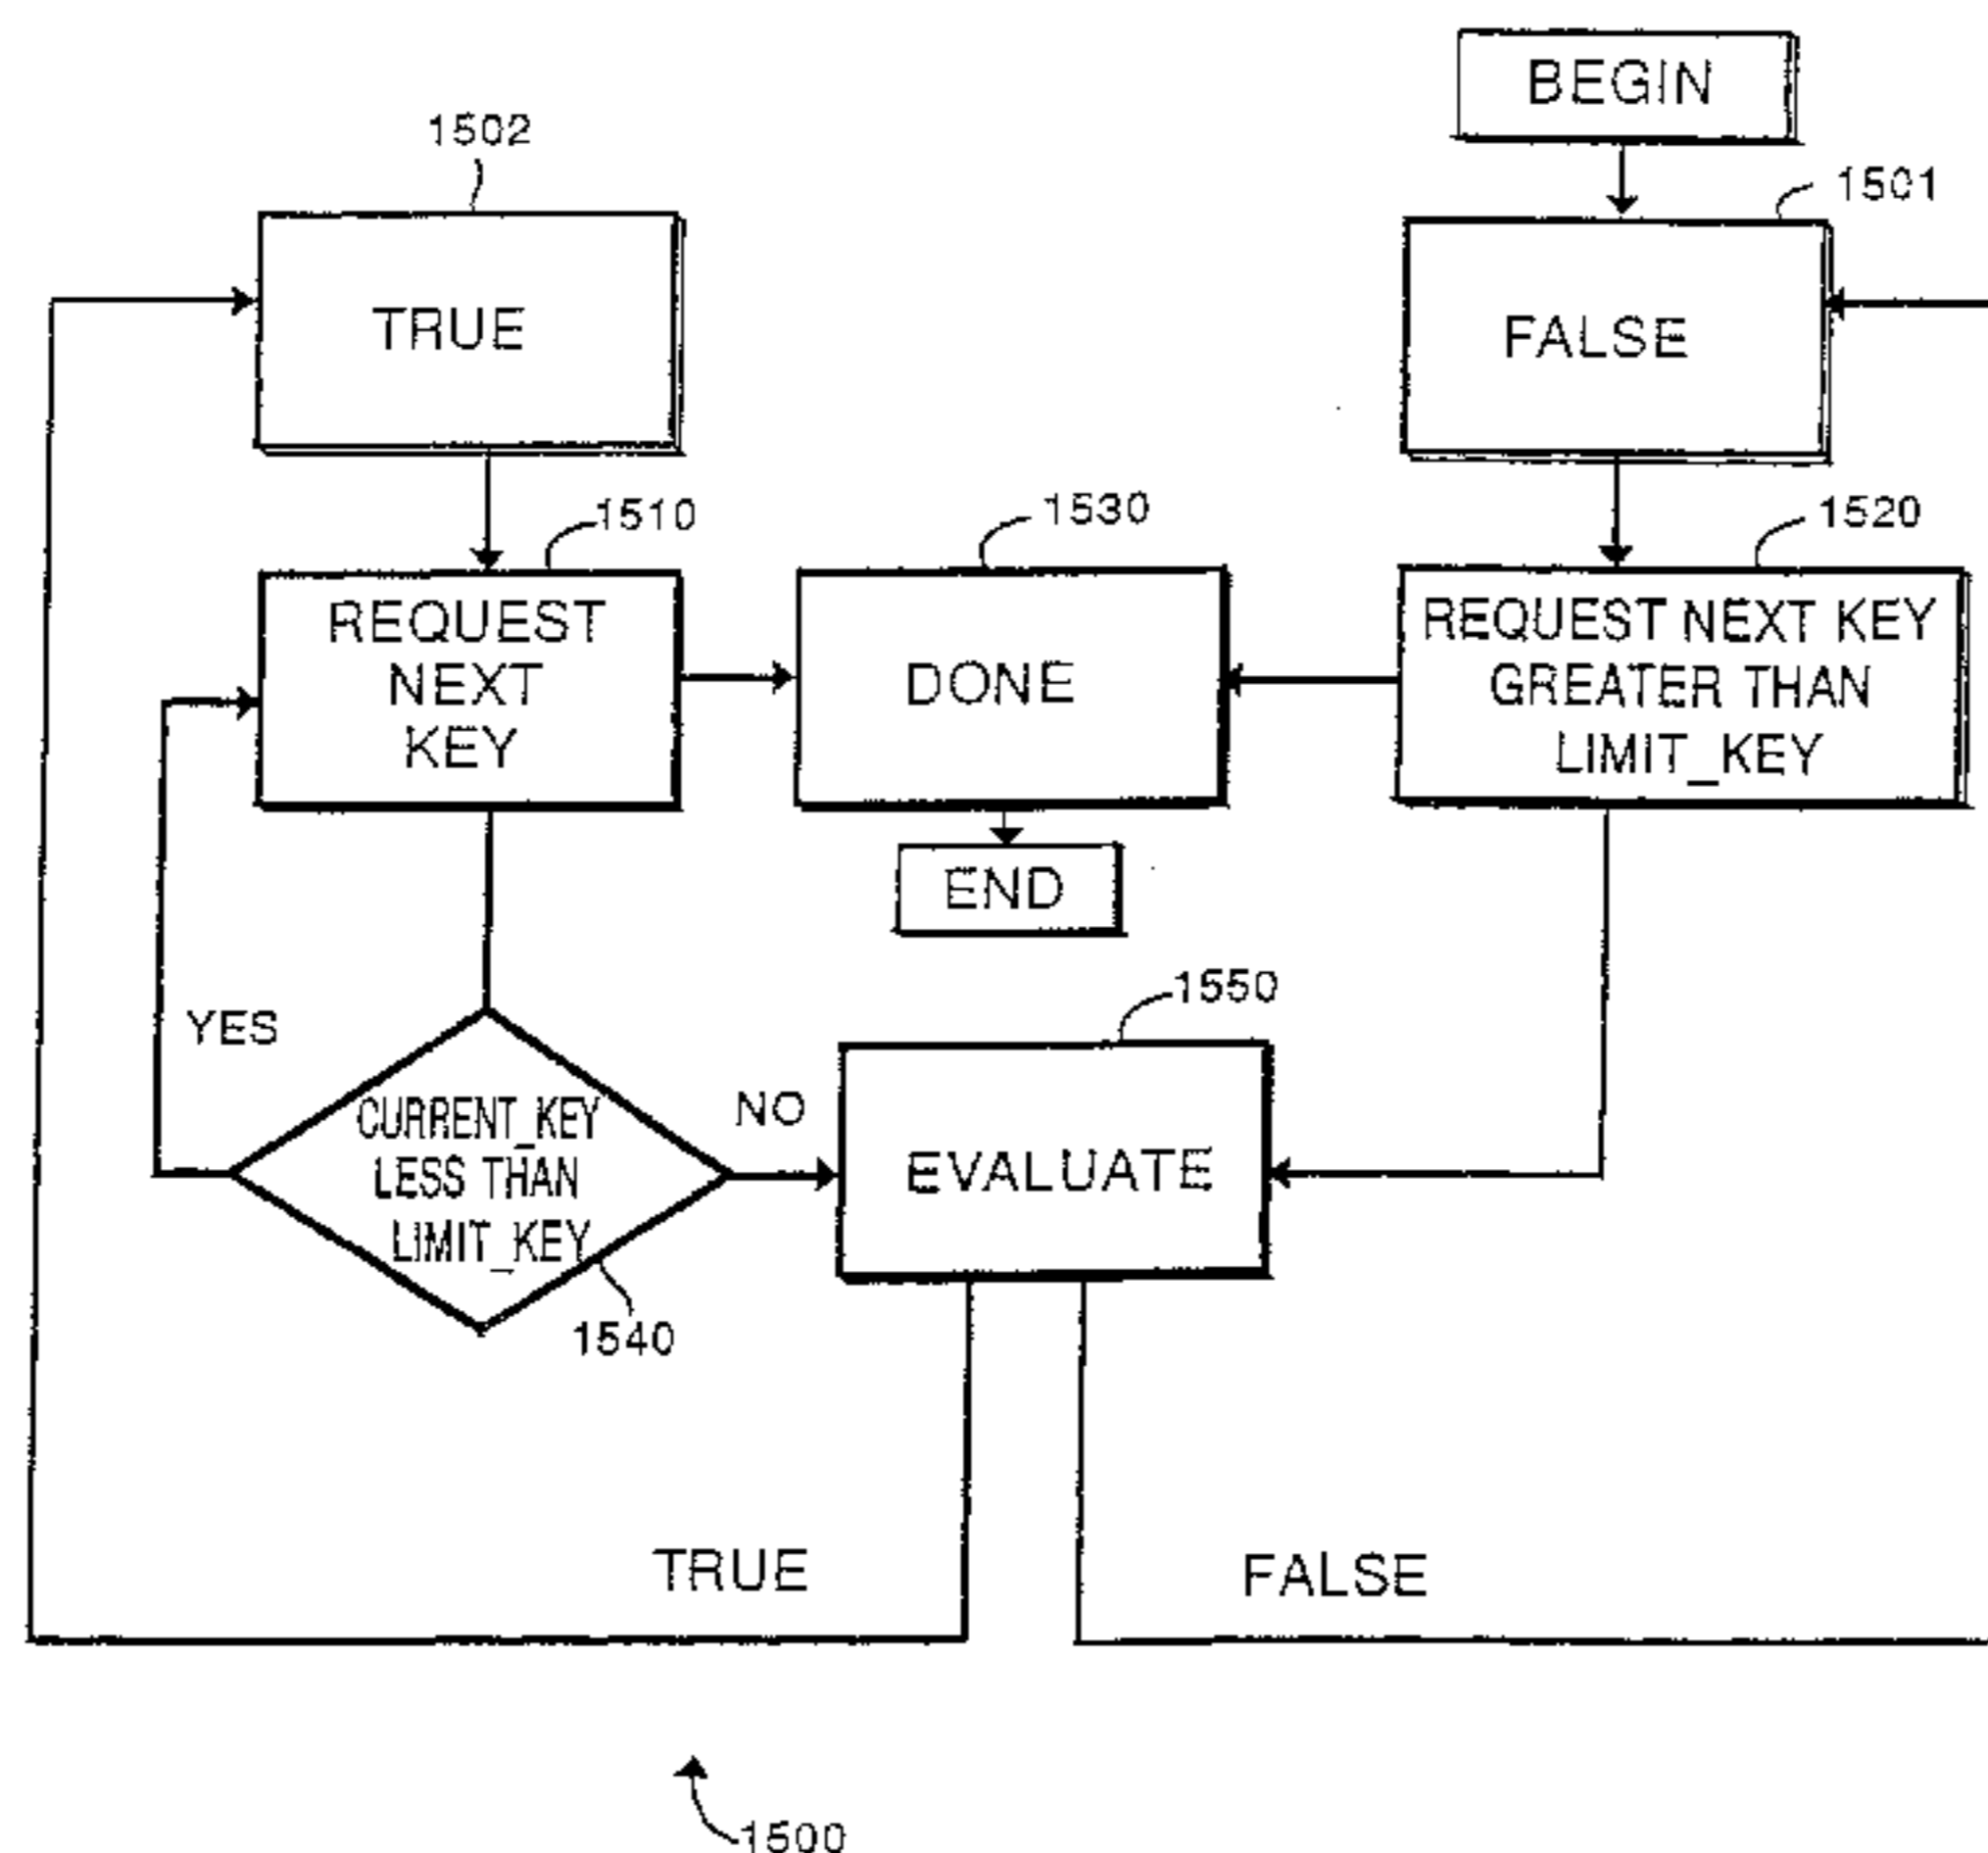 BEGIN
1502
1501
TRUE
FALSE
1510
1530
1520
REQUEST
NEXT
KEY
DONE
REQUEST NEXT KEY
GREATER THAN
LIMIT_KEY
END
1550
YES
NO
CURRENT_KEY
LESS THAN
LIMIT_KEY
EVALUATE
1540
TRUE
FALSE
1500